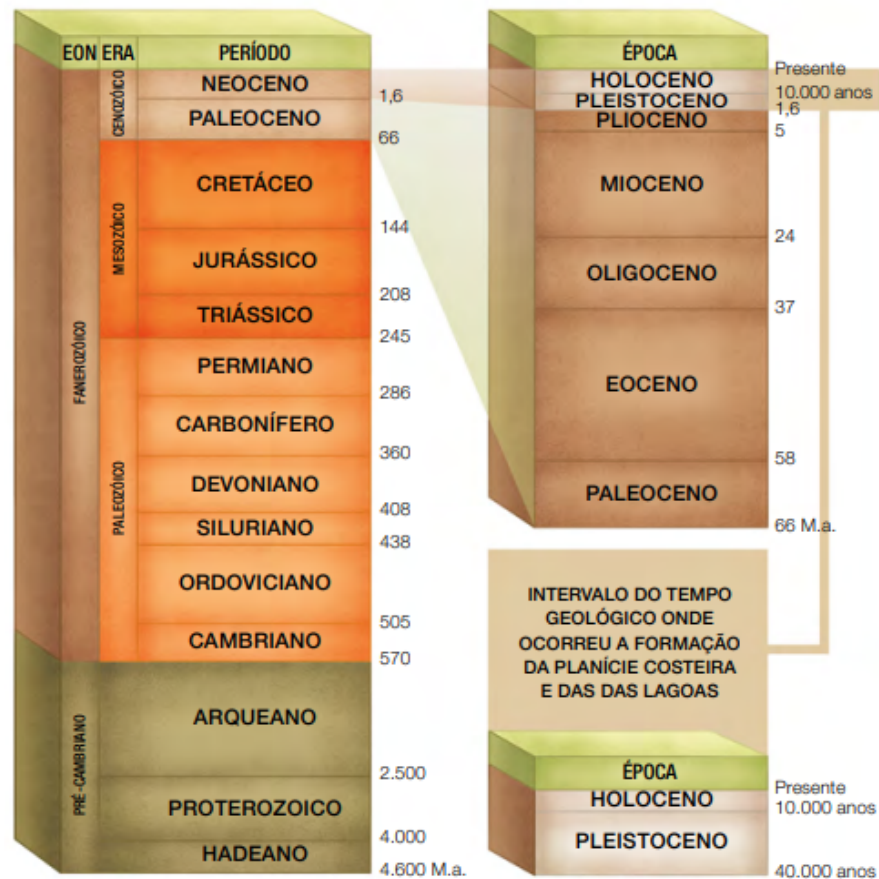 EON ERA PERÍODO
CENOZÓICO
NEOCENO
1,6
PALEOCENO
66
MESOZÓICO
CRETÁCEO
144
JURÁSSICO
208
TRIÁSSICO
245
FANEROZÓICO
PALEOZÓICO
PERMIANO
286
CARBONÍFERO
360
DEVONIANO
408
SILURIANO
438
ORDOVICIANO
505
CAMBRIANO
570
PRÉ-CAMBRIANO
ARQUEANO
2.500
PROTEROZOICO
4.000
HADEANO
4.600 M.a.
ÉPOCA
Presente
HOLOCENO
10.000 anos
PLEISTOCENO
1,6
PLIOCENO
5
MIOCENO
24
OLIGOCENO
37
EOCENO
58
PALEOCENO
66 M.a.
INTERVALO DO TEMPO
GEOLÓGICO ONDE
OCORREU A FORMAÇÃO
DA PLANÍCIE COSTEIRA
E DAS DAS LAGOAS
ÉPOCA
Presente
HOLOCENO
10.000 anos
PLEISTOCENO
40.000 anos